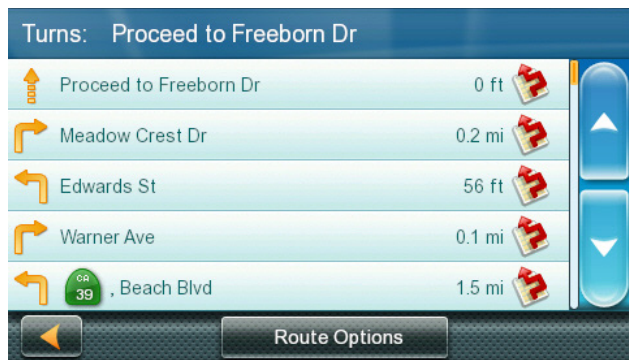 Turns: Proceed to Freeborn Dr
Proceed to Freeborn Dr 0 ft
Meadow Crest Dr 0.2 mi
Edwards St 56 ft
Warner Ave 0.1 mi
CA 39 , Beach Blvd 1.5 mi
Route Options